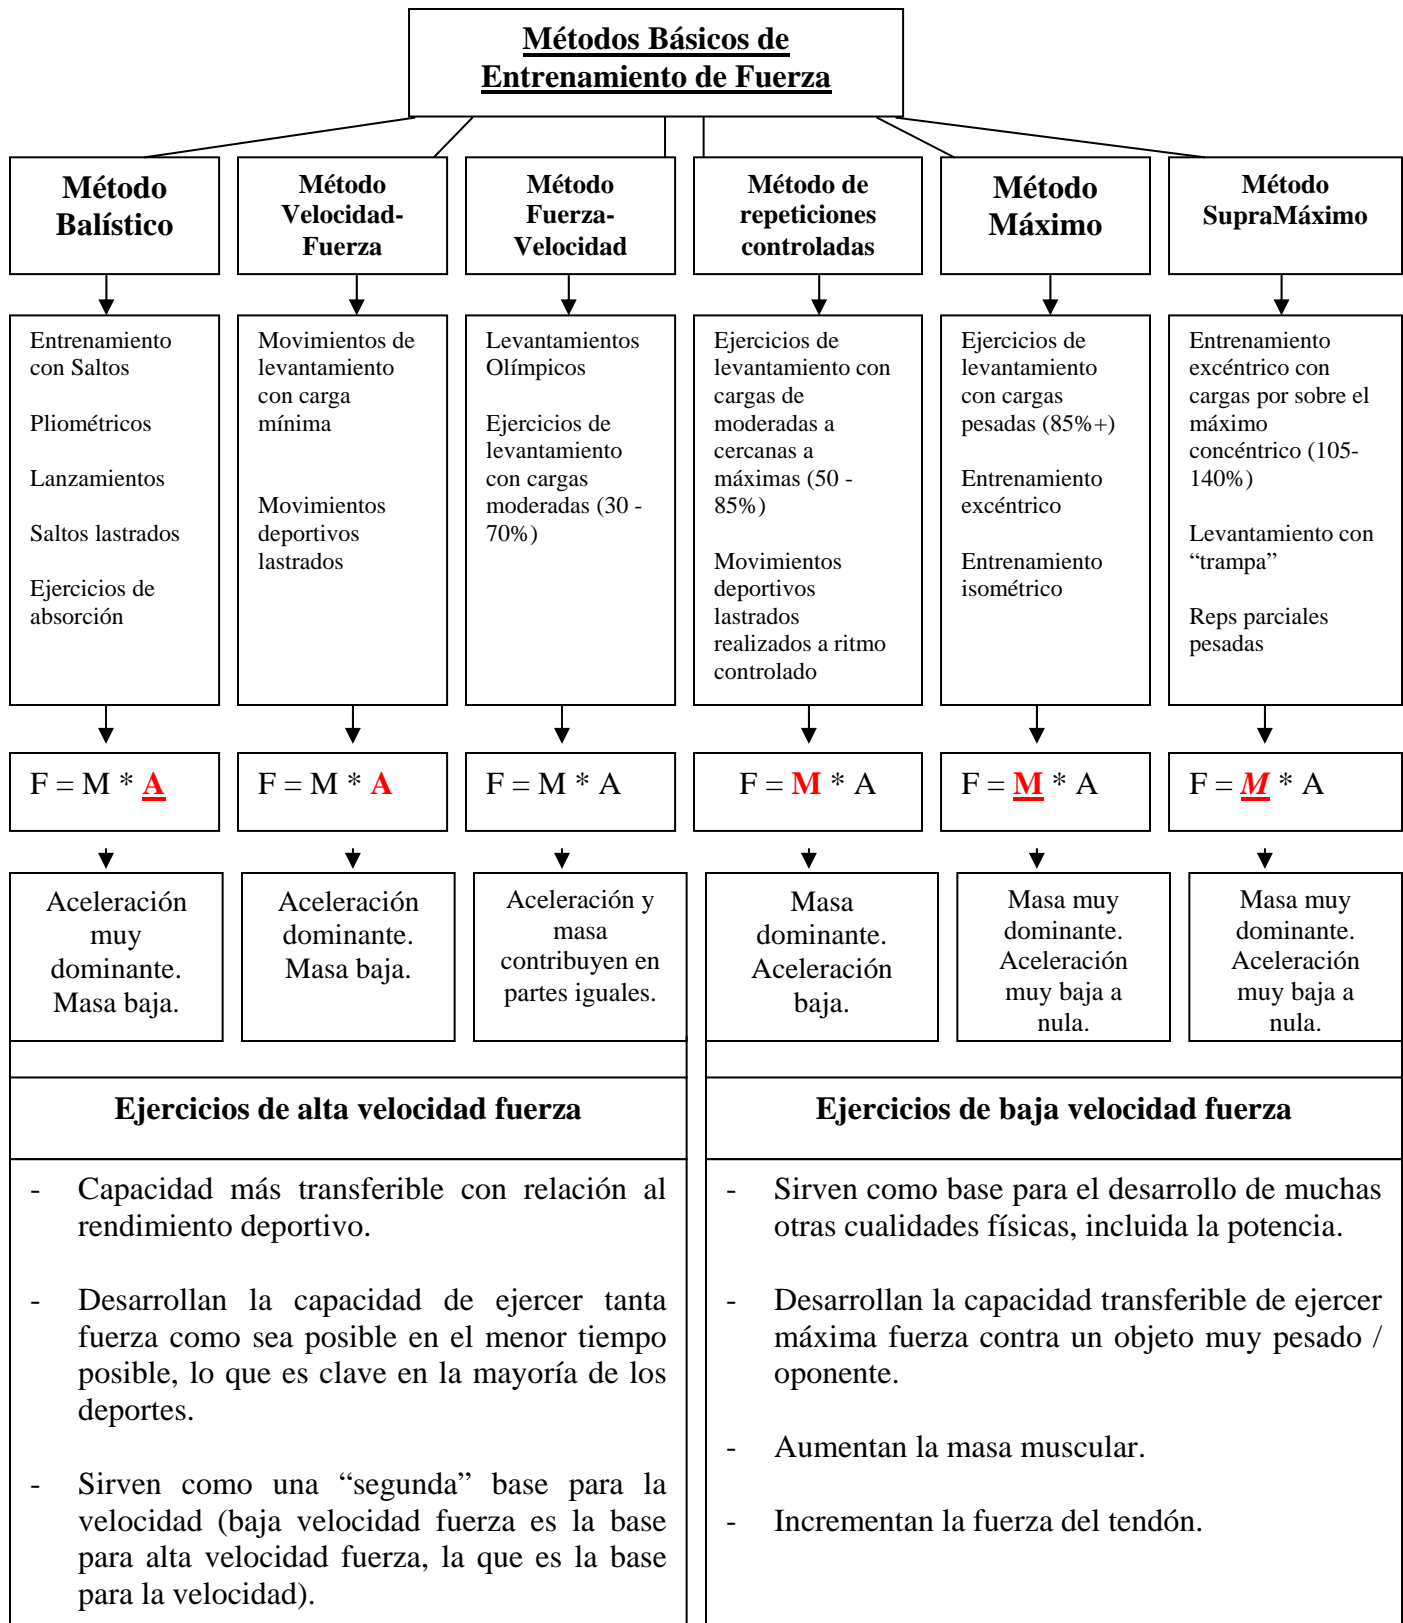 Métodos Básicos de
Entrenamiento de Fuerza
Método
Balístico
Método
Velocidad-
Fuerza
Método
Fuerza-
Velocidad
Método de
repeticiones
controladas
Método
Máximo
Método
SupraMáximo
Entrenamiento
con Saltos
Pliométricos
Lanzamientos
Saltos lastrados
Ejercicios de
absorción
Movimientos de
levantamiento
con carga
mínima
Movimientos
deportivos
lastrados
Levantamientos
Olímpicos
Ejercicios de
levantamiento
con cargas
moderadas (30 -
70%)
Ejercicios de
levantamiento con
cargas de
moderadas a
cercanas a
máximas (50 -
85%)
Movimientos
deportivos
lastrados
realizados a ritmo
controlado
Ejercicios de
levantamiento
con cargas
pesadas (85%+)
Entrenamiento
excéntrico
Entrenamiento
isométrico
Entrenamiento
excéntrico con
cargas por sobre el
máximo
concéntrico (105-
140%)
Levantamiento con
“trampa”
Reps parciales
pesadas
F = M * A
F = M * A
F = M * A
F = M * A
F = M * A
F = M * A
Aceleración
muy
dominante.
Masa baja.
Aceleración
dominante.
Masa baja.
Aceleración y
masa
contribuyen en
partes iguales.
Masa
dominante.
Aceleración
baja.
Masa muy
dominante.
Aceleración
muy baja a
nula.
Masa muy
dominante.
Aceleración
muy baja a
nula.
Ejercicios de alta velocidad fuerza
- Capacidad más transferible con relación al
rendimiento deportivo.
- Desarrollan la capacidad de ejercer tanta
fuerza como sea posible en el menor tiempo
posible, lo que es clave en la mayoría de los
deportes.
- Sirven como una “segunda” base para la
velocidad (baja velocidad fuerza es la base
para alta velocidad fuerza, la que es la base
para la velocidad).
Ejercicios de baja velocidad fuerza
- Sirven como base para el desarrollo de muchas
otras cualidades físicas, incluida la potencia.
- Desarrollan la capacidad transferible de ejercer
máxima fuerza contra un objeto muy pesado /
oponente.
- Aumentan la masa muscular.
- Incrementan la fuerza del tendón.